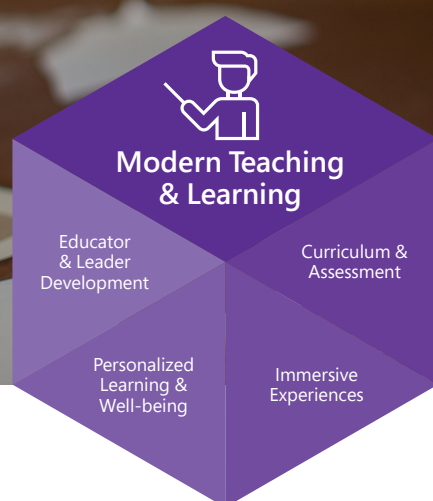 Modern Teaching
& Learning
Educator
& Leader
Development
Curriculum &
Assessment
Personalized
Learning &
Well-being
Immersive
Experiences